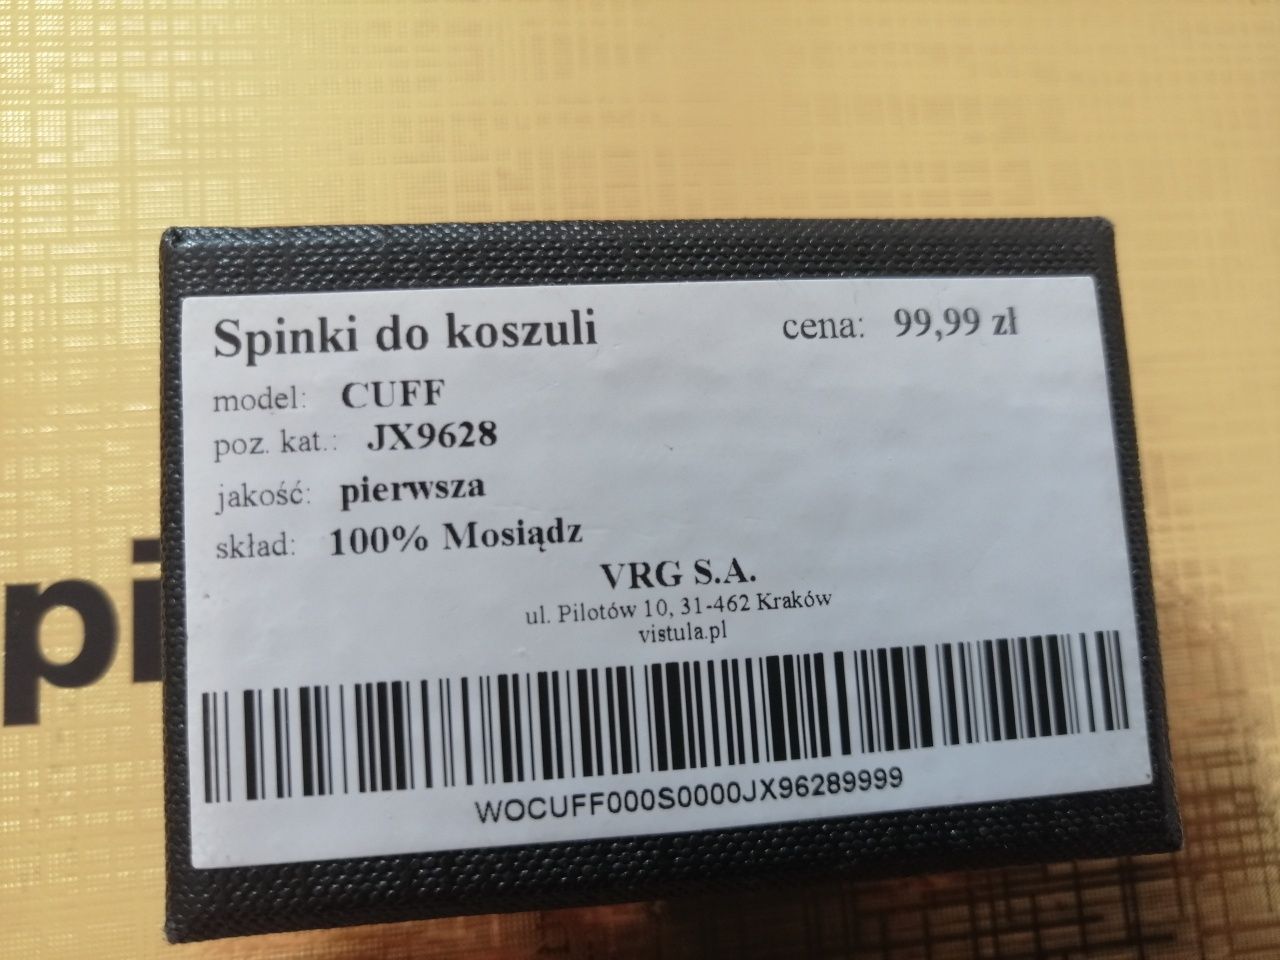 Spinki do koszuli cena: 99,99 zł
model: CUFF
poz. kat.: JX9628
jakość: pierwsza
skład: 100% Mosiądz
VRG S.A.
ul. Pilotów 10, 31-462 Kraków
vistula.pl
WOCUFF000S0000JX96289999
pi